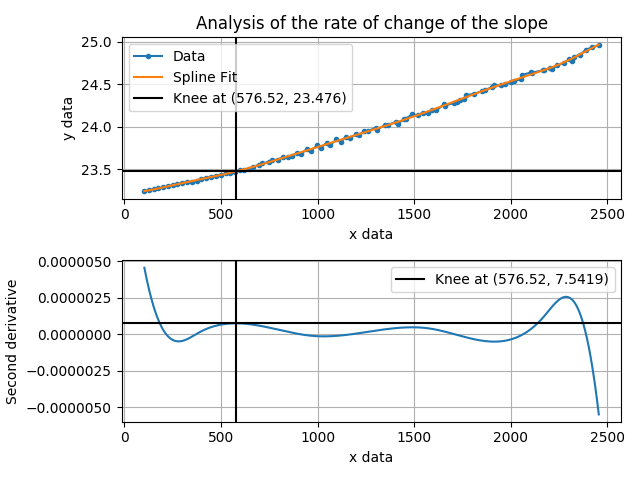 Analysis of the rate of change of the slope
25.0
24.5
24.0
23.5
y data
Data
Spline Fit
Knee at (576.52, 23.476)
0
500
1000
1500
2000
2500
x data
0.0000050
0.0000025
0.0000000
−0.0000025
−0.0000050
Second derivative
Knee at (576.52, 7.5419)
0
500
1000
1500
2000
2500
x data